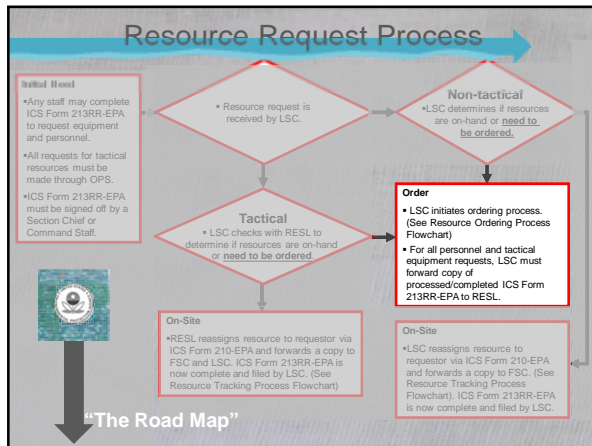 Resource Request Process
Initial Need
▪Any staff may complete
ICS Form 213RR-EPA
to request equipment
and personnel.
▪All requests for tactical
resources must be
made through OPS.
▪ICS Form 213RR-EPA
must be signed off by a
Section Chief or
Command Staff.
▪ Resource request is
received by LSC.
Non-tactical
▪LSC determines if resources
are on-hand or need to
be ordered.
Tactical
▪ LSC checks with RESL to
determine if resources are on-hand
or need to be ordered.
Order
▪ LSC initiates ordering process.
(See Resource Ordering Process
Flowchart)
▪ For all personnel and tactical
equipment requests, LSC must
forward copy of
processed/completed ICS Form
213RR-EPA to RESL.
On-Site
▪RESL reassigns resource to requestor via
ICS Form 210-EPA and forwards a copy to
FSC and LSC. ICS Form 213RR-EPA is
now complete and filed by LSC. (See
Resource Tracking Process Flowchart)
On-Site
▪ LSC reassigns resource to
requestor via ICS Form 210-EPA
and forwards a copy to FSC. (See
Resource Tracking Process
Flowchart). ICS Form 213RR-EPA
is now complete and filed by LSC.
"The Road Map"